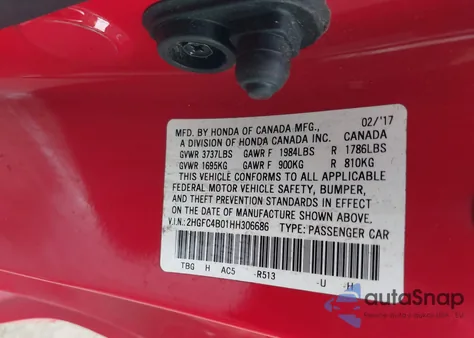 02/'17
MFD. BY HONDA OF CANADA MFG.,
A DIVISION OF HONDA CANADA INC. CANADA
GVWR 3737LBS GAWR F 1984LBS R 1786LBS
GVWR 1695KG GAWR F 900KG R 810KG
THIS VEHICLE CONFORMS TO ALL APPLICABLE
FEDERAL MOTOR VEHICLE SAFETY, BUMPER,
AND THEFT PREVENTION STANDARDS IN EFFECT
ON THE DATE OF MANUFACTURE SHOWN ABOVE.
V.I.N.: 2HGFC4B01HH306686 TYPE: PASSENGER CAR
TBG H AC5 -R513 -U H
autoSnap